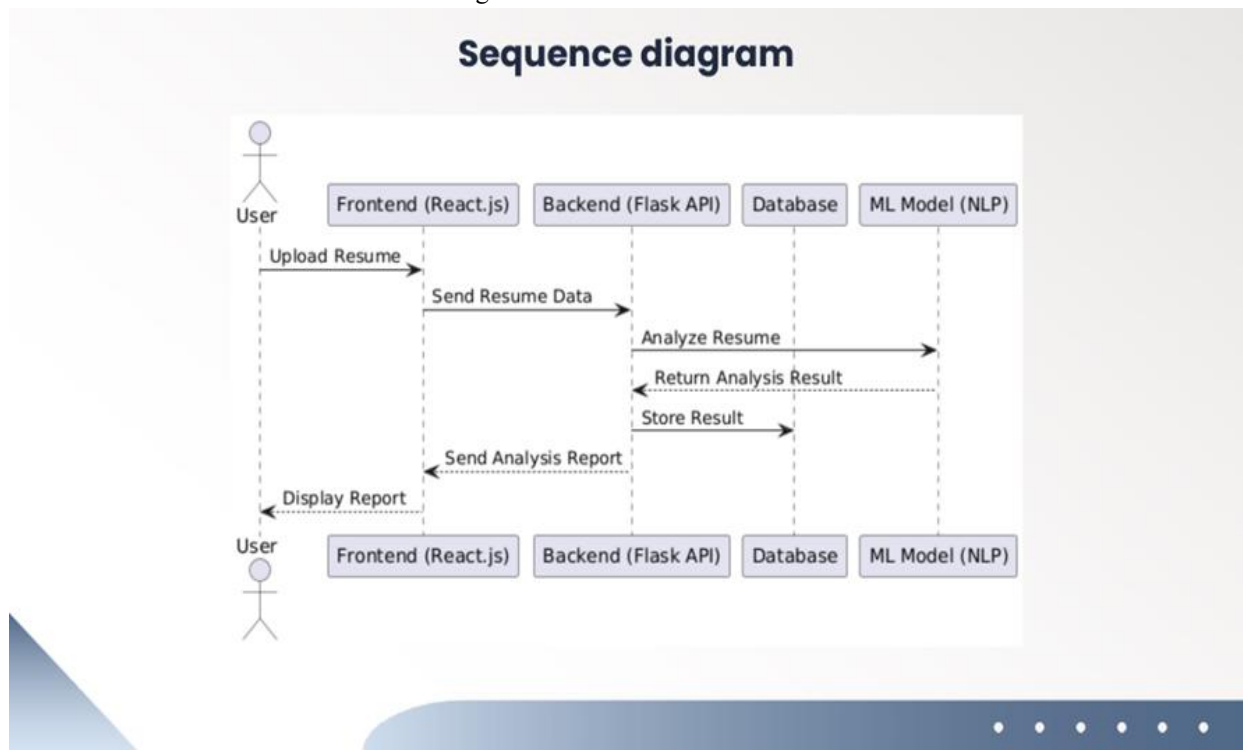 Sequence diagram
User
Frontend (React.js)
Backend (Flask API)
Database
ML Model (NLP)
Upload Resume
Send Resume Data
Analyze Resume
Return Analysis Result
Store Result
Send Analysis Report
Display Report
User
Frontend (React.js)
Backend (Flask API)
Database
ML Model (NLP)